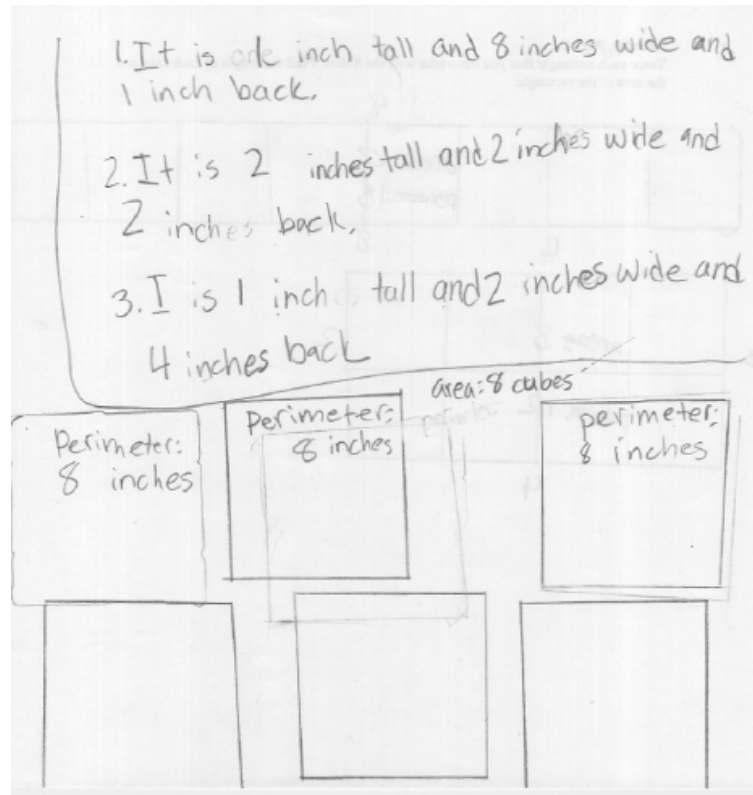 1. It is one inch tall and 8 inches wide and
1 inch back.
2. It is 2 inches tall and 2 inches wide and
2 inches back.
3. I is 1 inch tall and 2 inches wide and
4 inches back
area: 8 cubes
Perimeter:
8 inches
Perimeter:
8 inches
perimeter:
8 inches